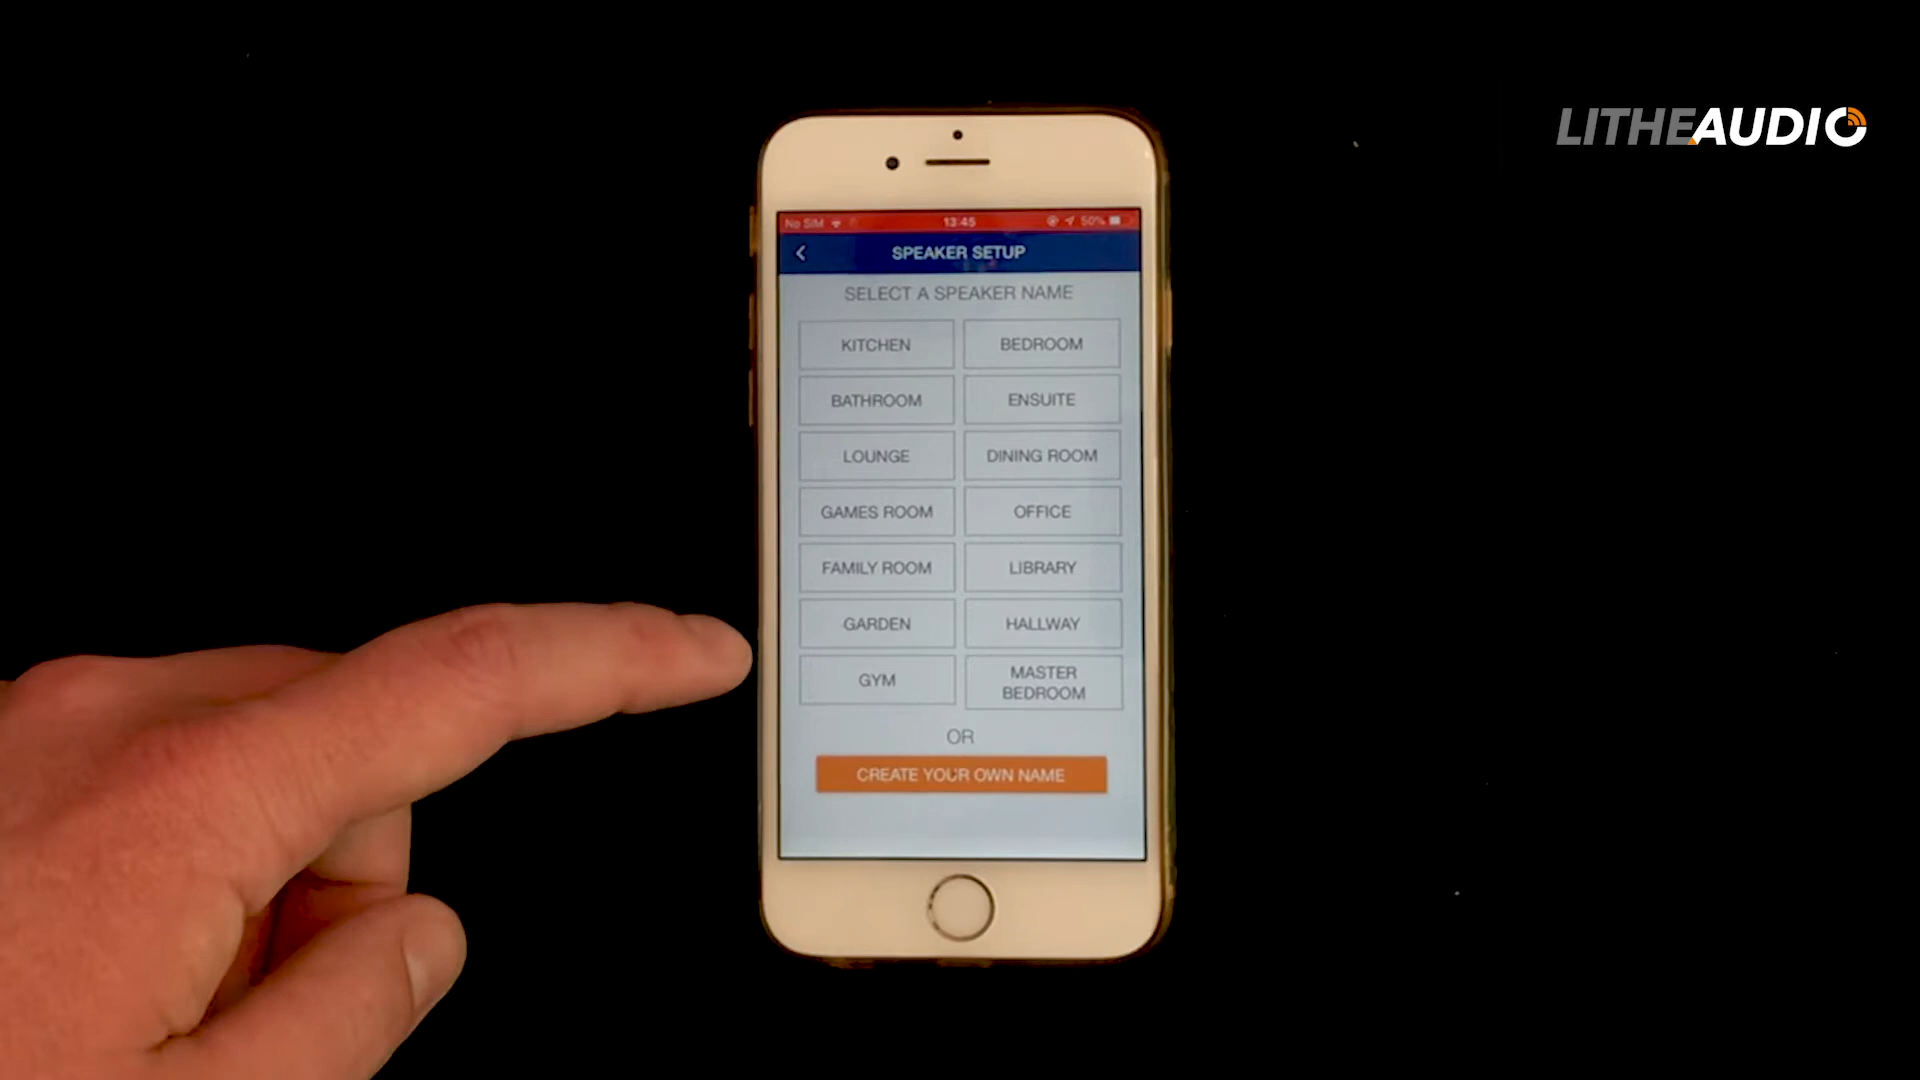 LITHEAUDIO
No SIM 13:45 50%
SPEAKER SETUP
SELECT A SPEAKER NAME
KITCHEN BEDROOM
BATHROOM ENSUITE
LOUNGE DINING ROOM
GAMES ROOM OFFICE
FAMILY ROOM LIBRARY
GARDEN HALLWAY
GYM MASTER
BEDROOM
OR
CREATE YOUR OWN NAME